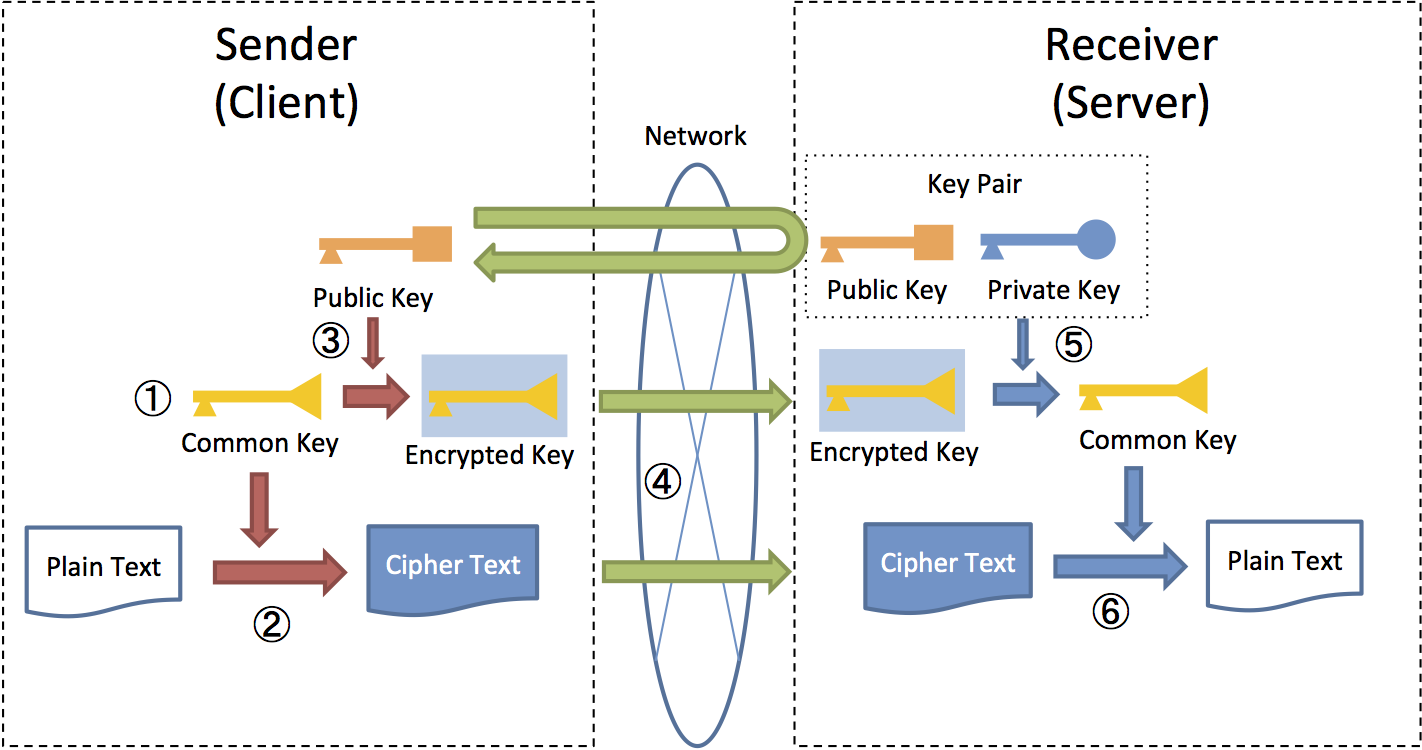 Sender
(Client)
Receiver
(Server)
Network
Key Pair
Public Key
Public Key
Private Key
③
⑤
①
Common Key
Encrypted Key
Encrypted Key
Common Key
④
Plain Text
Cipher Text
Cipher Text
Plain Text
②
⑥